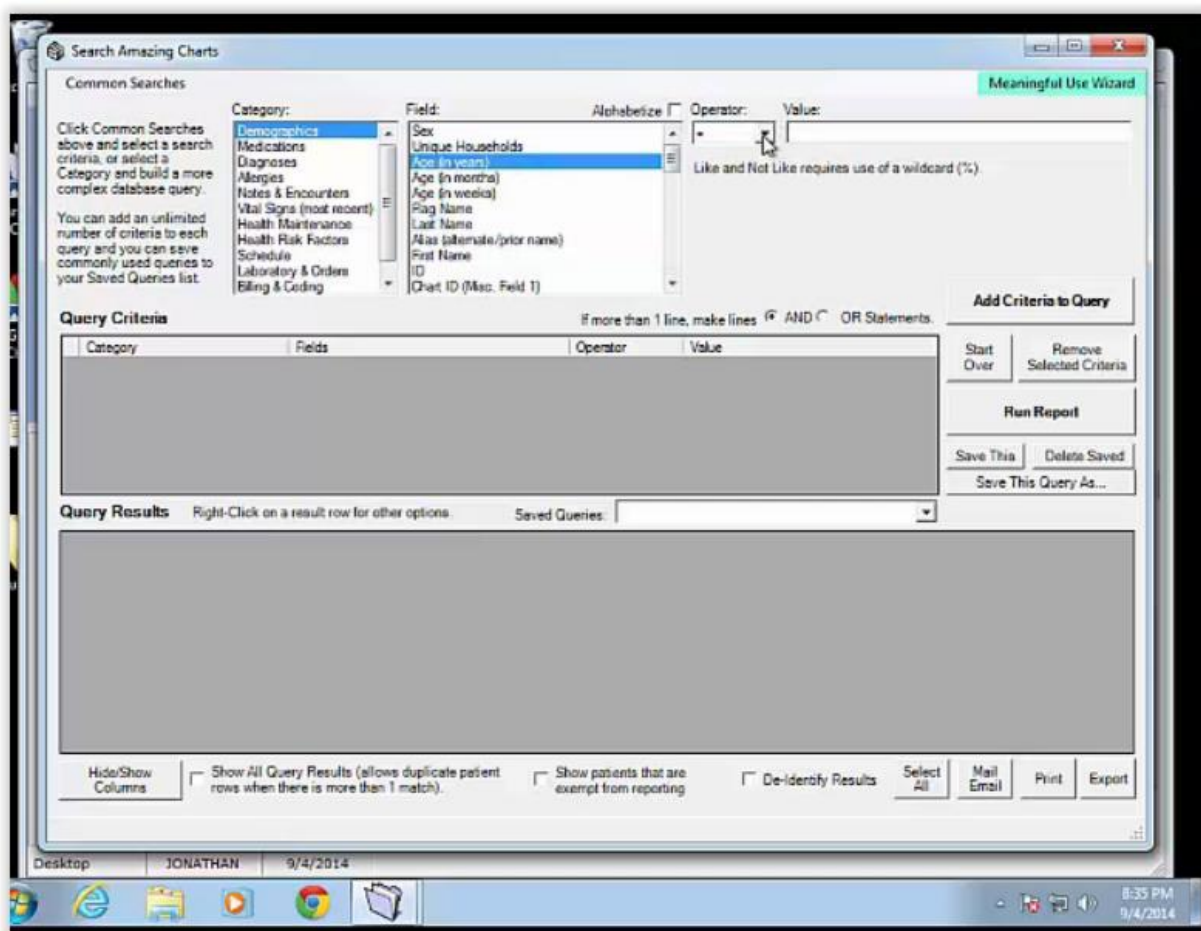 Search Amazing Charts
Common Searches
Meaningful Use Wizard
Click Common Searches
above and select a search
criteria, or select a
Category and build a more
complex database query.
You can add an unlimited
number of criteria to each
query and you can save
commonly used queries to
your Saved Queries list.
Category:
Demographics
Medications
Diagnoses
Allergies
Notes & Encounters
Vital Signs (most recent)
Health Maintenance
Health Risk Factors
Schedule
Laboratory & Orders
Billing & Coding
Field:
Alphabetize
Sex
Unique Households
Age (in years)
Age (in months)
Age (in weeks)
Flag Name
Last Name
Alias (alternate/prior name)
First Name
ID
Chart ID (Misc. Field 1)
Operator:
=
Value:
Like and Not Like requires use of a wildcard (%).
Add Criteria to Query
Query Criteria
If more than 1 line, make lines AND OR Statements.
Category Fields Operator Value
Start
Over
Remove
Selected Criteria
Run Report
Save This
Delete Saved
Save This Query As...
Query Results
Right-Click on a result row for other options.
Saved Queries:
Hide/Show
Columns
Show All Query Results (allows duplicate patient
rows when there is more than 1 match).
Show patients that are
exempt from reporting
De-Identify Results
Select
All
Mail
Email
Print
Export
Desktop JONATHAN 9/4/2014
8:35 PM
9/4/2014